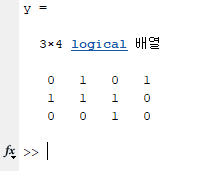 y =
3×4 logical 배열
0 1 0 1
1 1 1 0
0 0 1 0
fx >>